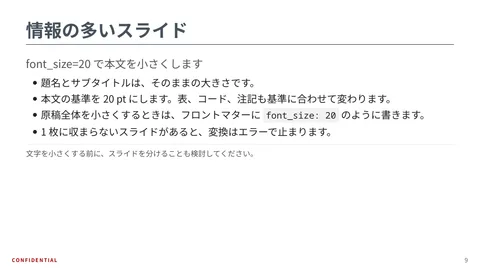 情報の多いスライド
font_size=20 で本文を小さくします
• 題名とサブタイトルは、そのままの大きさです。
• 本文の基準を 20 pt にします。表、コード、注記も基準に合わせて変わります。
• 原稿全体を小さくするときは、フロントマターに font_size: 20 のように書きます。
• 1 枚に収まらないスライドがあると、変換はエラーで止まります。
文字を小さくする前に、スライドを分けることも検討してください。
CONFIDENTIAL
9